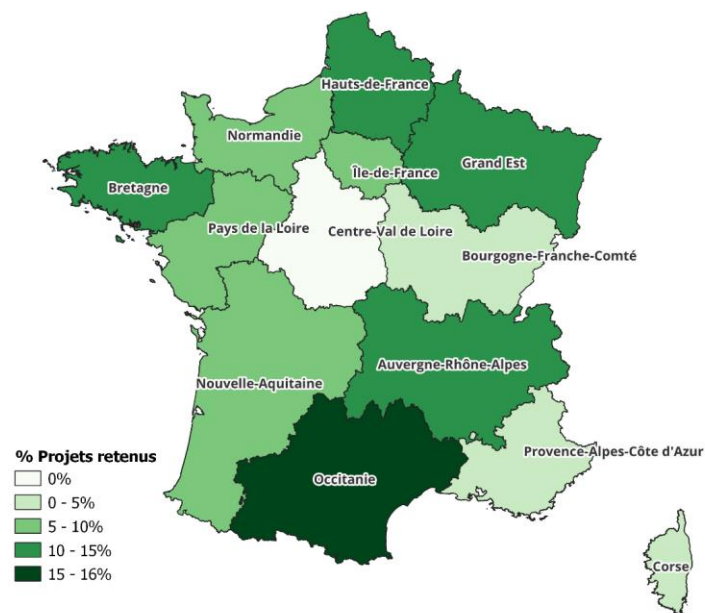 Hauts-de-France
Normandie
Île-de-France
Grand Est
Bretagne
Pays de la Loire
Centre-Val de Loire
Bourgogne-Franche-Comté
Auvergne-Rhône-Alpes
Nouvelle-Aquitaine
Provence-Alpes-Côte d'Azur
Occitanie
Corse
% Projets retenus
0%
0 - 5%
5 - 10%
10 - 15%
15 - 16%